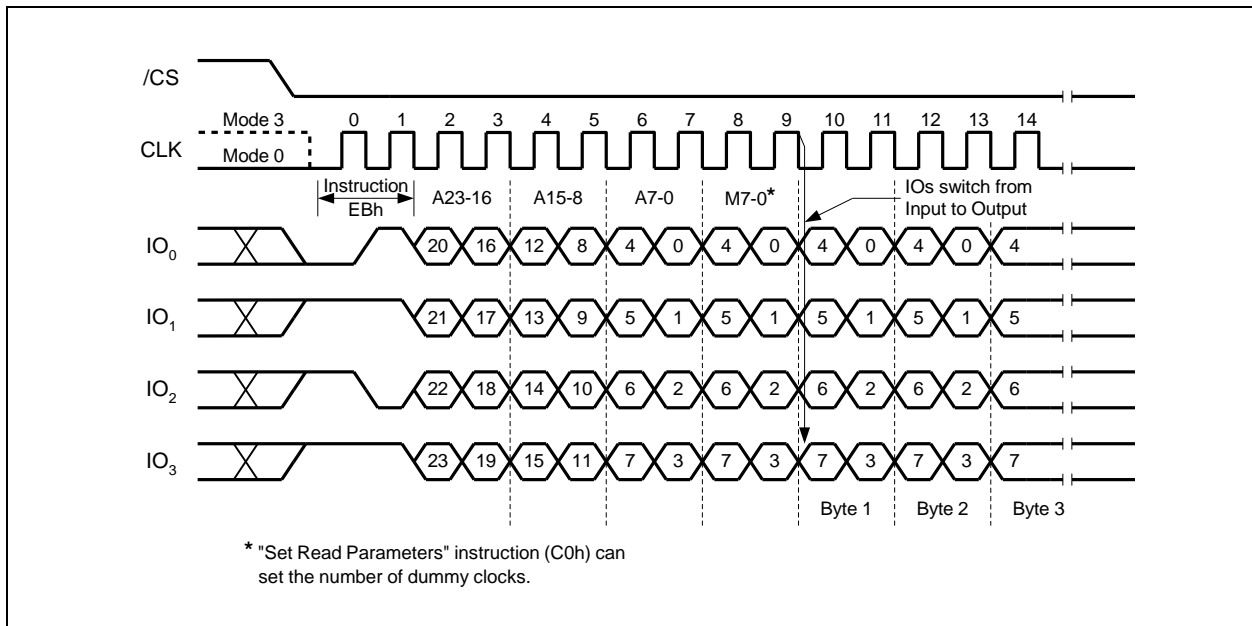 /CS
Mode 3 0 1 2 3 4 5 6 7 8 9 10 11 12 13 14
CLK
Mode 0
Instruction A23-16 A15-8 A7-0 M7-0* IOs switch from
EBh Input to Output
IO0 20 16 12 8 4 0 4 0 4 0 4 0 4
IO1 21 17 13 9 5 1 5 1 5 1 5 1 5
IO2 22 18 14 10 6 2 6 2 6 2 6 2 6
IO3 23 19 15 11 7 3 7 3 7 3 7 3 7
Byte 1 Byte 2 Byte 3
* "Set Read Parameters" instruction (C0h) can
set the number of dummy clocks.